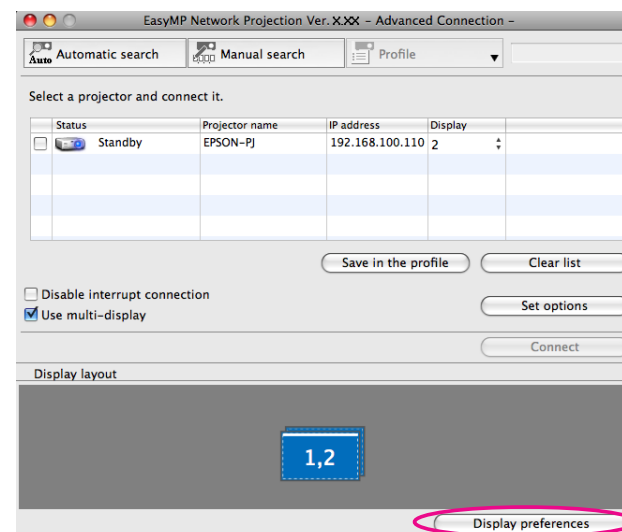 EasyMP Network Projection Ver. X.XX – Advanced Connection –
Auto Automatic search Manual search Profile
Select a projector and connect it.
Status Projector name IP address Display
Standby EPSON-PJ 192.168.100.110 2
Save in the profile Clear list
Disable interrupt connection
Set options
Use multi-display
Connect
Display layout
1,2
Display preferences